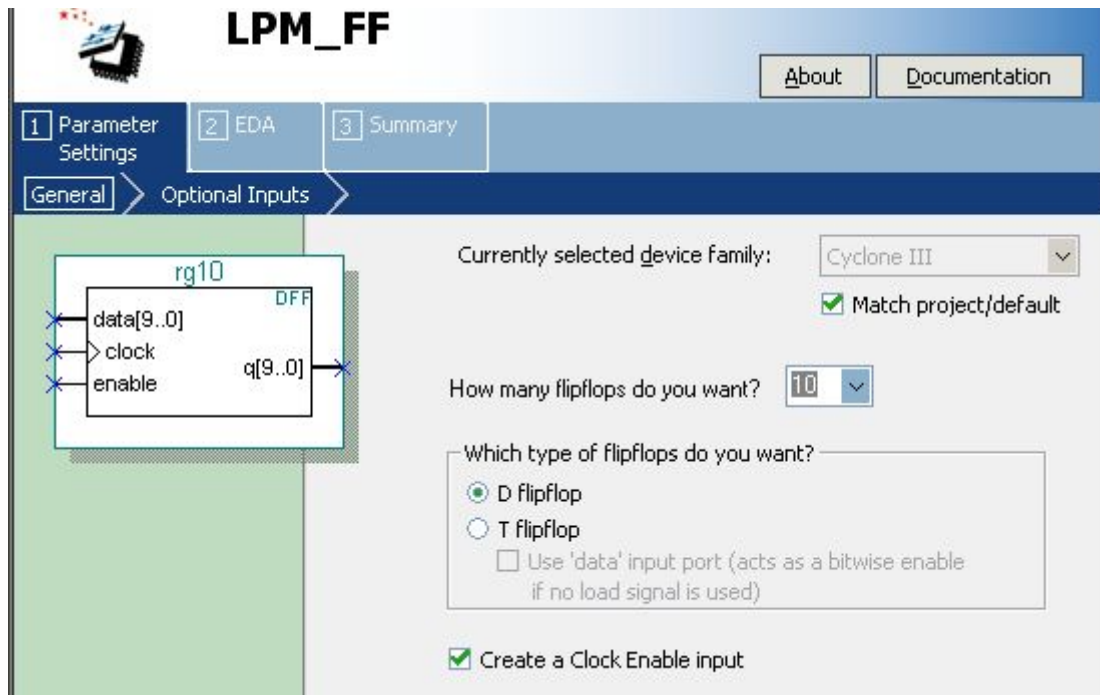 LPM_FF
About
Documentation
1 Parameter Settings
2 EDA
3 Summary
General
Optional Inputs
Currently selected device family:
Cyclone III
Match project/default
rg10
DFF
data[9..0]
clock
enable
q[9..0]
How many flipflops do you want?
10
Which type of flipflops do you want?
D flipflop
T flipflop
Use 'data' input port (acts as a bitwise enable
if no load signal is used)
Create a Clock Enable input